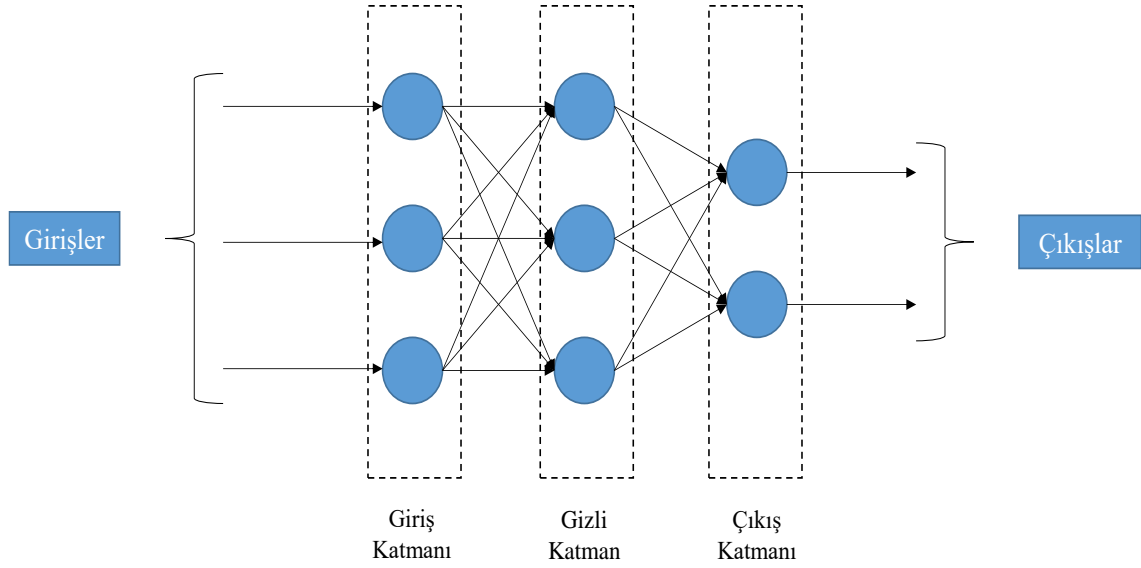 Girişler
Çıkışlar
Giriş
Katmanı
Gizli
Katman
Çıkış
Katmanı